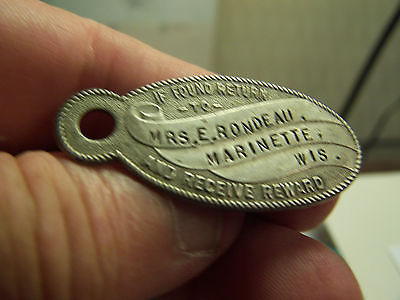 IF FOUND RETURN
-TO-
MRS. E. RONDEAU.
MARINETTE,
WIS.
AND RECEIVE REWARD